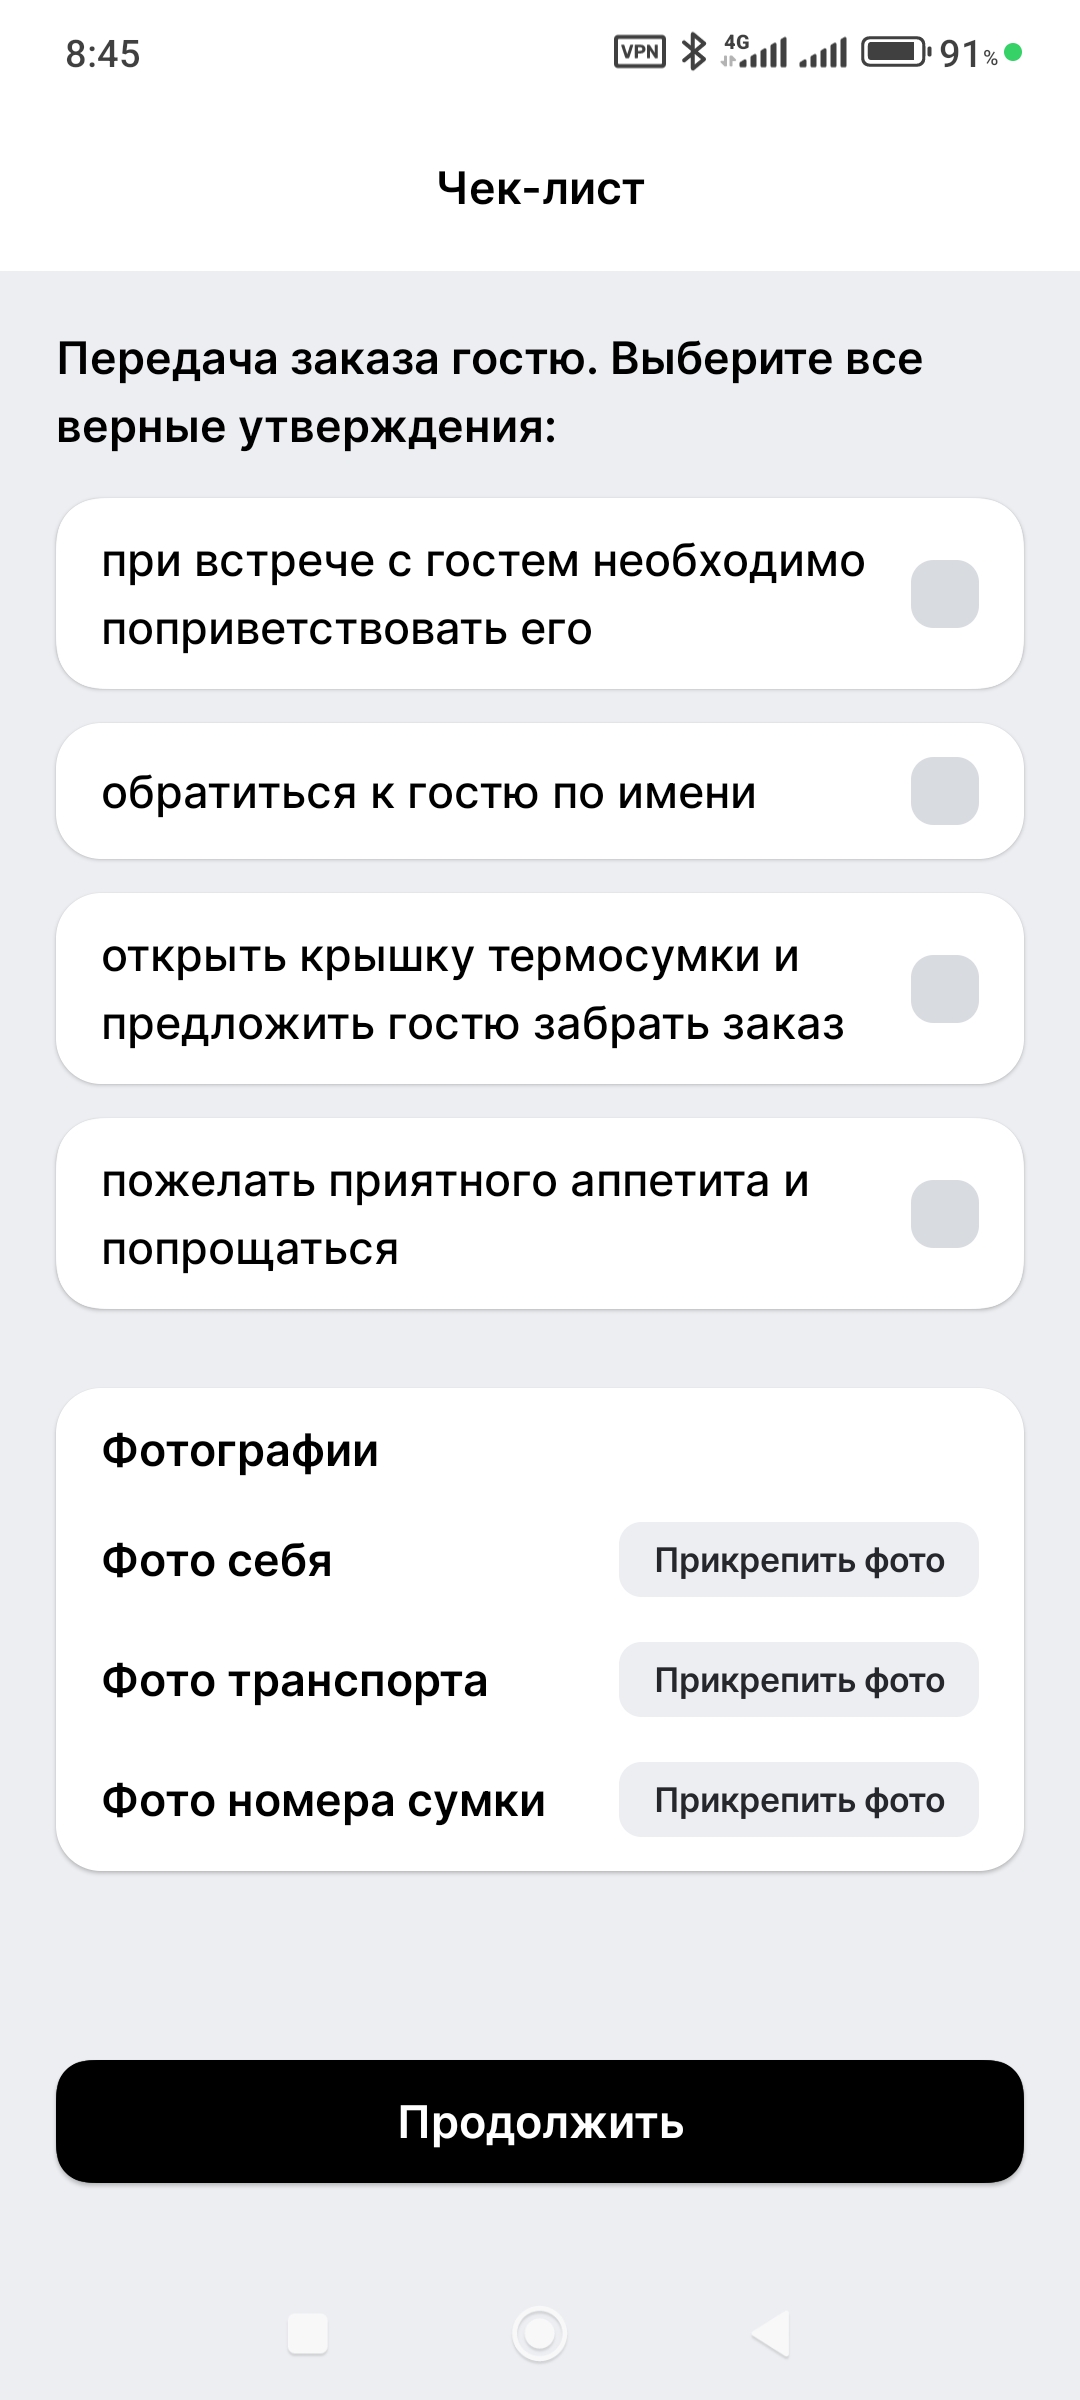 8:45
VPN 4G 91%
Чек-лист
Передача заказа гостю. Выберите все
верные утверждения:
при встрече с гостем необходимо
поприветствовать его
обратиться к гостю по имени
открыть крышку термосумки и
предложить гостю забрать заказ
пожелать приятного аппетита и
попрощаться
Фотографии
Фото себя
Прикрепить фото
Фото транспорта
Прикрепить фото
Фото номера сумки
Прикрепить фото
Продолжить